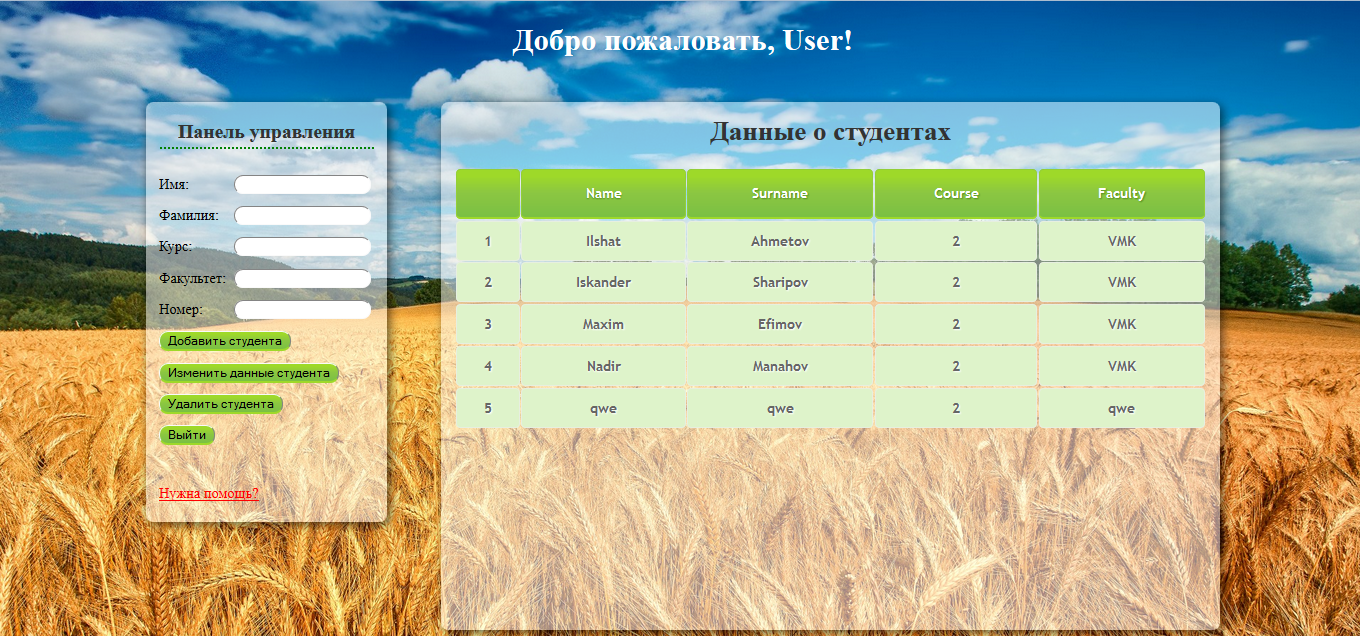 Добро пожаловать, User!
Панель управления
Имя:
Фамилия:
Курс:
Факультет:
Номер:
Добавить студента
Изменить данные студента
Удалить студента
Выйти
Нужна помощь?
Данные о студентах
Name Surname Course Faculty
1 Ilshat Ahmetov 2 VMK
2 Iskander Sharipov 2 VMK
3 Maxim Efimov 2 VMK
4 Nadir Manahov 2 VMK
5 qwe qwe 2 qwe